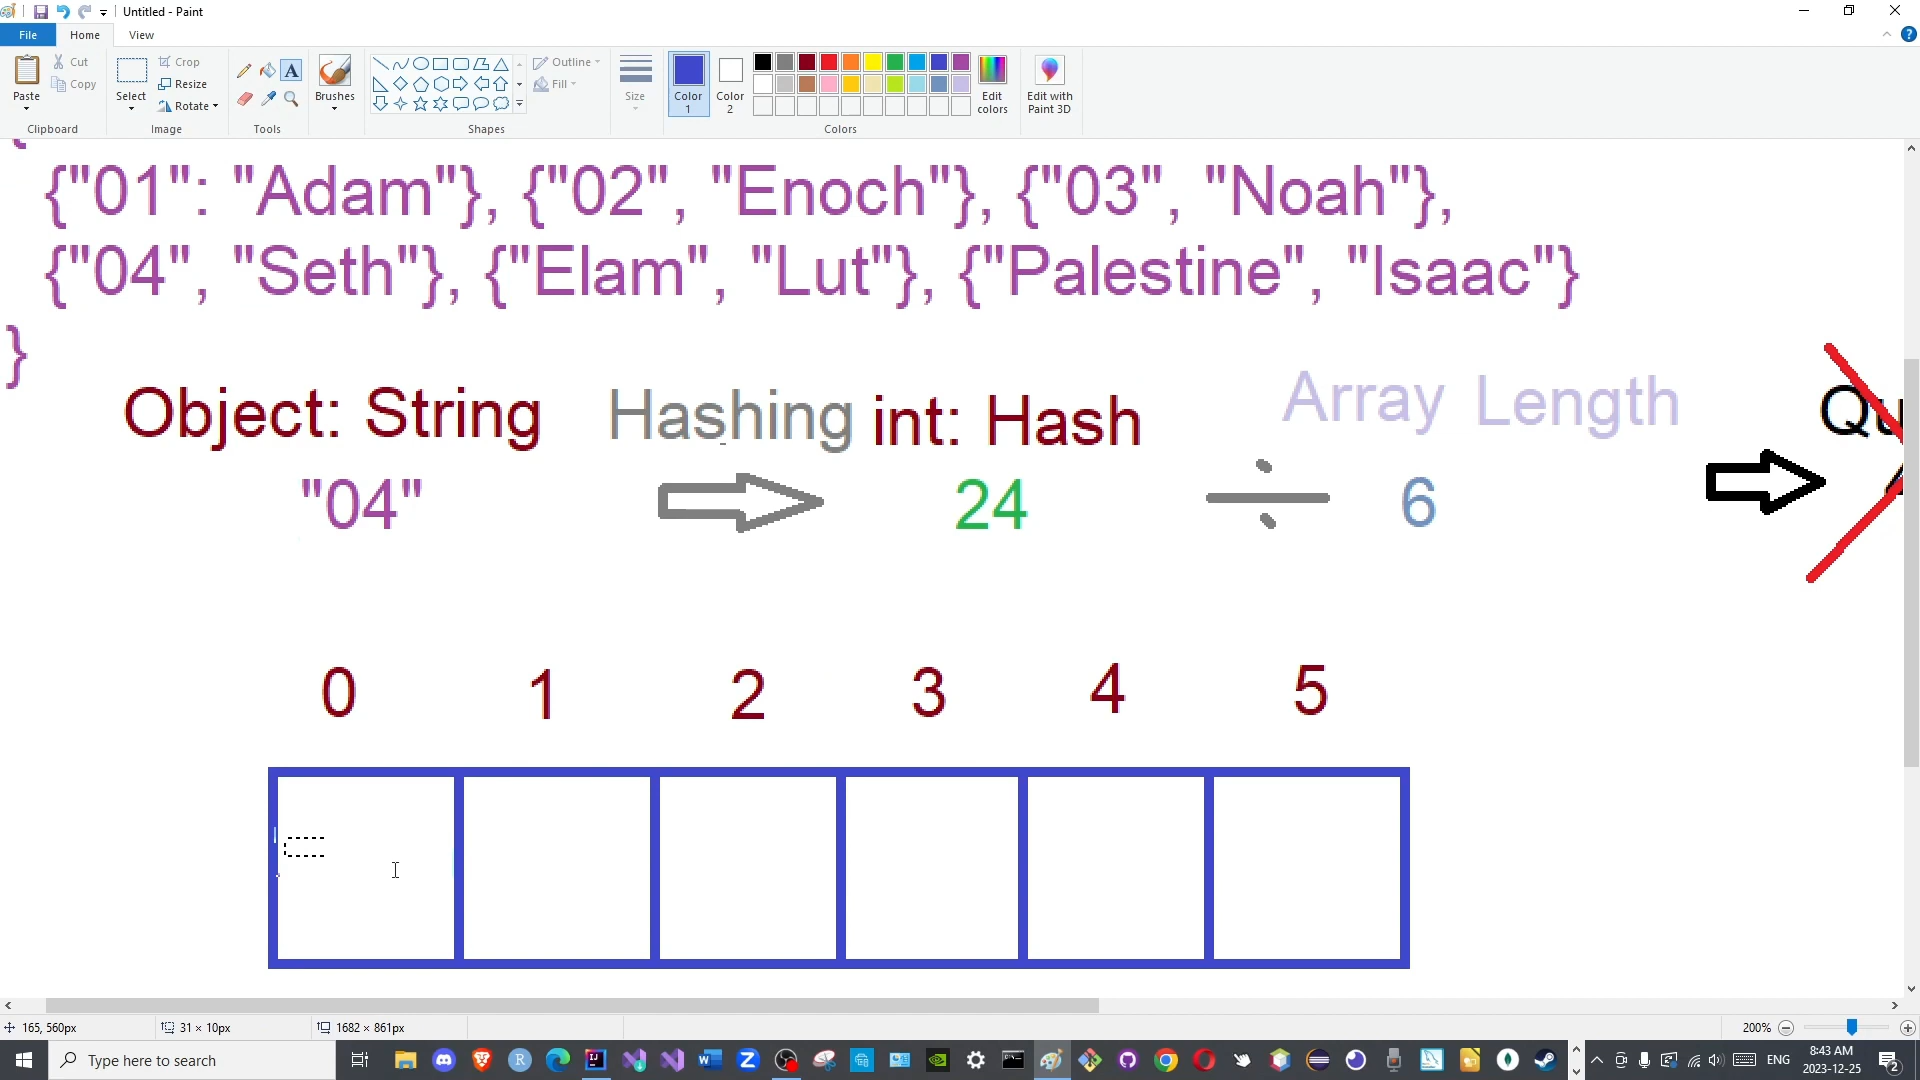 Untitled - Paint
File Home View
Paste
Cut
Copy
Clipboard
Select
Crop
Resize
Rotate
Image
Tools
Brushes
Shapes
Outline
Fill
Size
Color 1
Color 2
Edit colors
Colors
Edit with Paint 3D
{"01": "Adam"}, {"02", "Enoch"}, {"03", "Noah"},
{"04", "Seth"}, {"Elam", "Lut"}, {"Palestine", "Isaac"}
}
Object: String Hashing int: Hash Array Length Qu
"04" 24 6
0 1 2 3 4 5
165, 560px 31 × 10px 1682 × 861px 200%
Type here to search
ENG
8:43 AM
2023-12-25
2